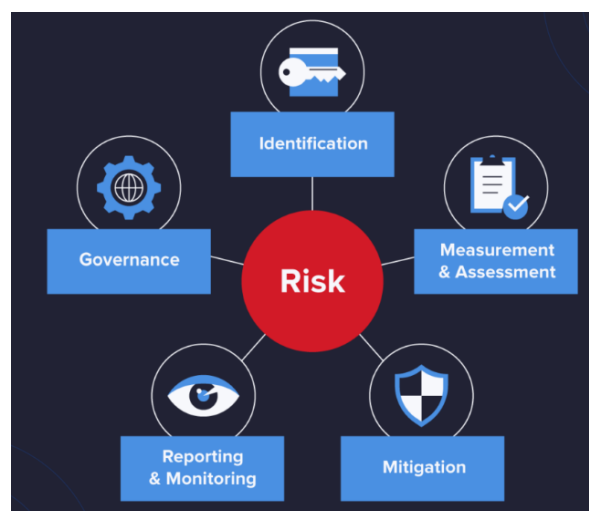 Identification
Governance
Measurement
& Assessment
Risk
Reporting
& Monitoring
Mitigation